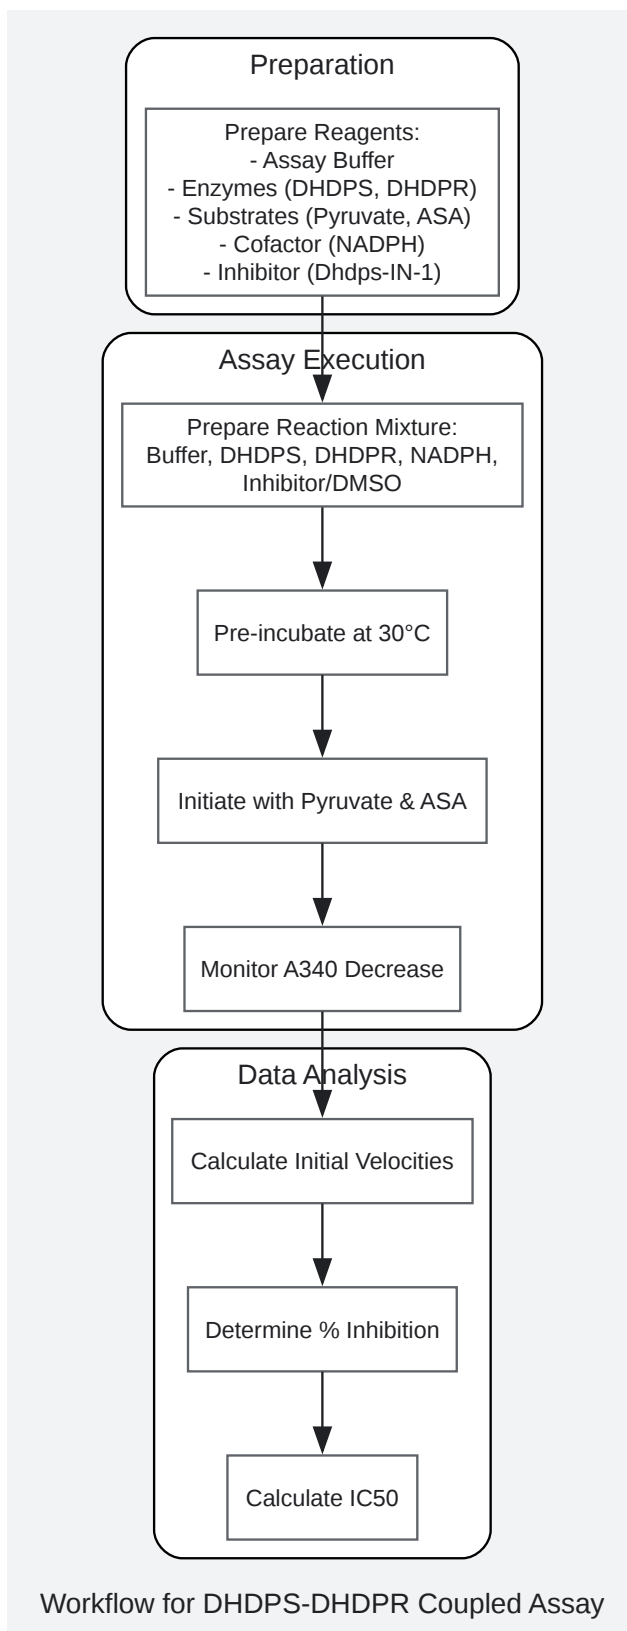 Preparation
Prepare Reagents:
- Assay Buffer
- Enzymes (DHDPS, DHDPR)
- Substrates (Pyruvate, ASA)
- Cofactor (NADPH)
- Inhibitor (Dhdps-IN-1)
Assay Execution
Prepare Reaction Mixture:
Buffer, DHDPS, DHDPR, NADPH,
Inhibitor/DMSO
Pre-incubate at 30°C
Initiate with Pyruvate & ASA
Monitor A340 Decrease
Data Analysis
Calculate Initial Velocities
Determine % Inhibition
Calculate IC50
Workflow for DHDPS-DHDPR Coupled Assay